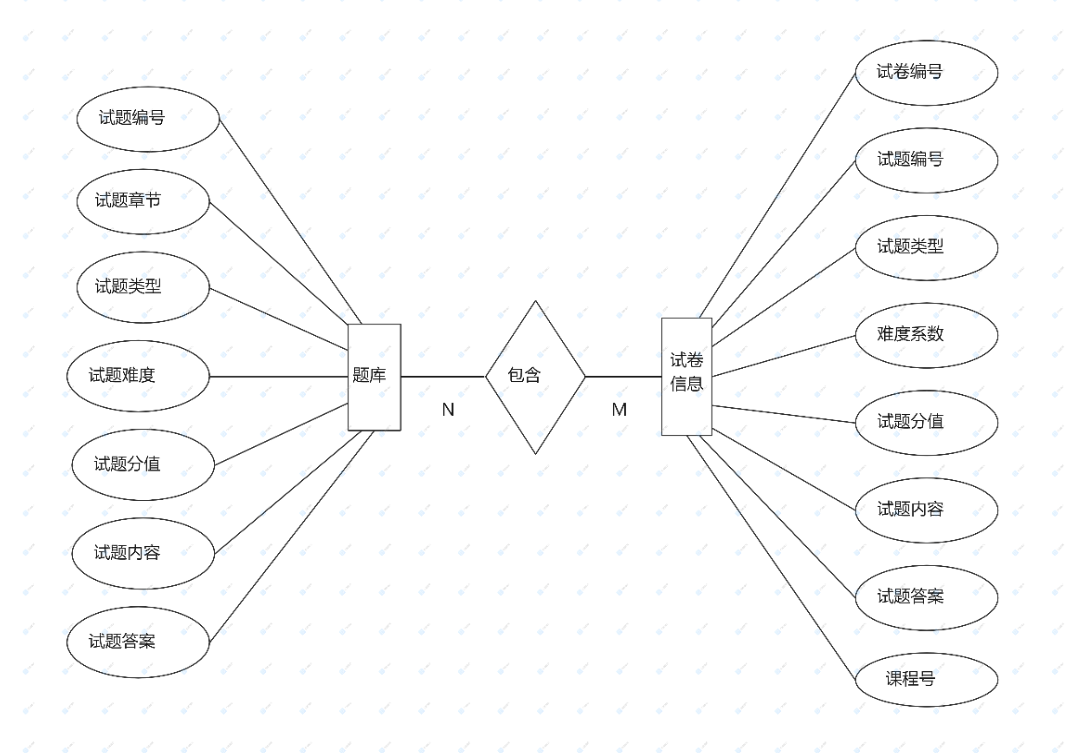 试题编号
试题章节
试题类型
试题难度
试题分值
试题内容
试题答案
题库
N
包含
M
试卷
信息
试卷编号
试题编号
试题类型
难度系数
试题分值
试题内容
试题答案
课程号